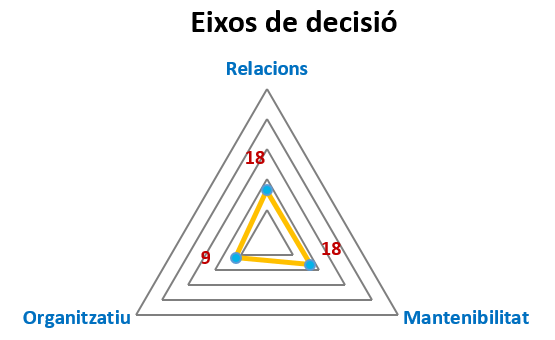 Eixos de decisió
Relacions
18
18
9
Organitzatiu
Mantenibilitat